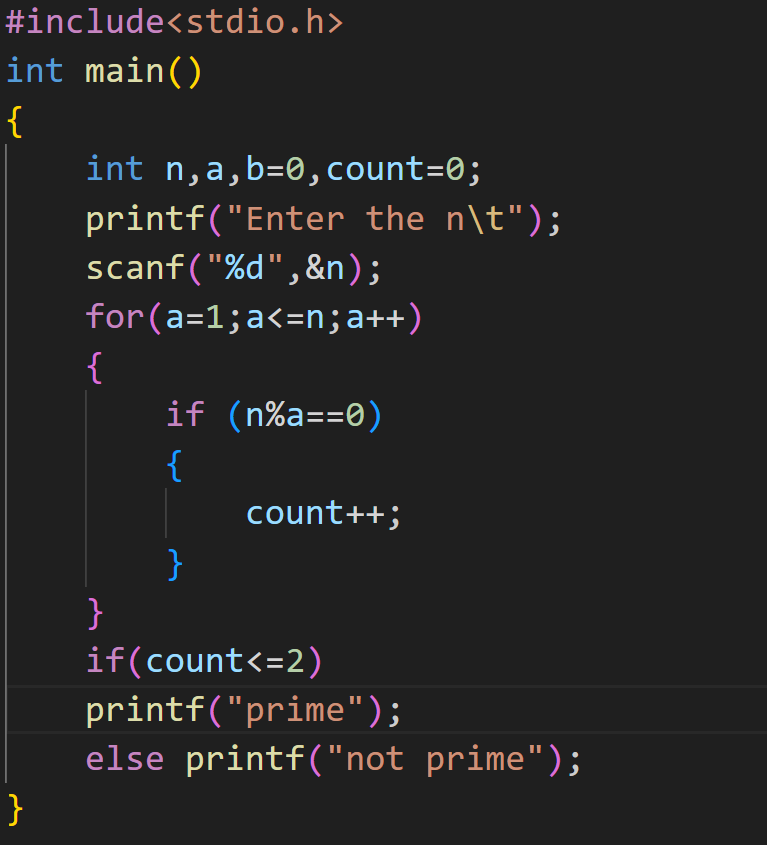 #include<stdio.h>
int main()
{
    int n,a,b=0,count=0;
    printf("Enter the n\t");
    scanf("%d",&n);
    for(a=1;a<=n;a++)
    {
        if (n%a==0)
        {
            count++;
        }
    }
    if(count<=2)
    printf("prime");
    else printf("not prime");
}